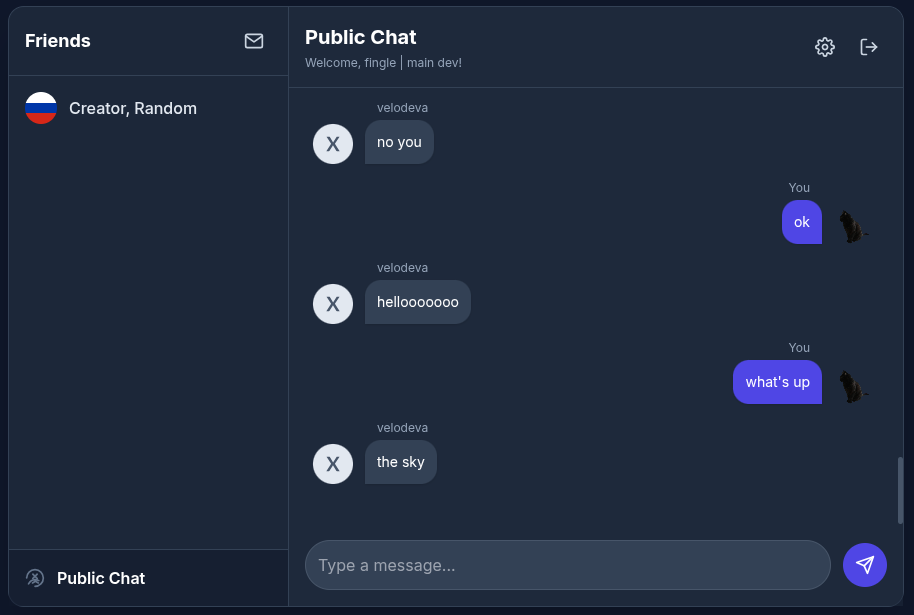 Friends
Creator, Random
Public Chat
Public Chat
Welcome, fingle | main dev!
velodeva
X
no you
You
ok
velodeva
X
hellooooooo
You
what's up
velodeva
X
the sky
Type a message...